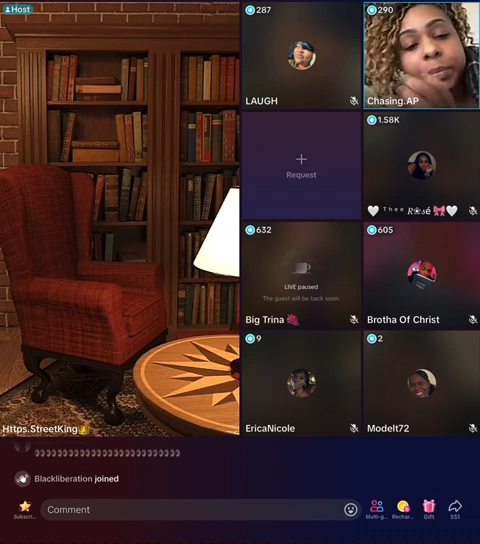 Host
287
LAUGH
290
Chasing.AP
Request
1.58K
🤍 ᵀʰᵉᵉ 𝑅❀𝓈é 🎀🤍
632
LIVE paused
The guest will be back soon.
Big Trina 🍇
605
Brotha Of Christ
9
EricaNicole
2
Modelt72
Https.StreetKing
Blackliberation joined
Subscri...
Comment
Multi-g...
Rechar...
Gift
551